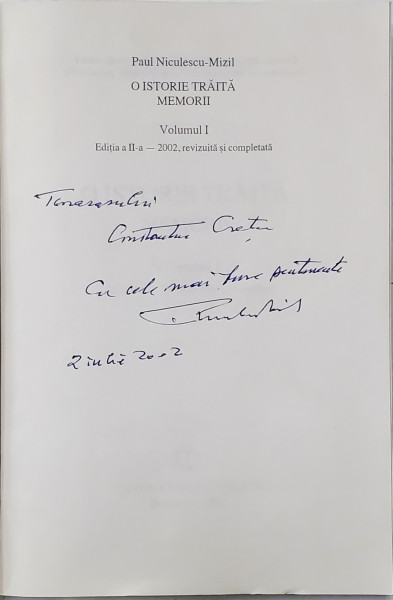 Paul Niculescu-Mizil
O ISTORIE TRĂITĂ
MEMORII
Volumul I
Ediția a II-a — 2002, revizuită și completată
Tovarasului
Constantin Crețu
Cu cele mai bune sentimente
2 iulie 2002